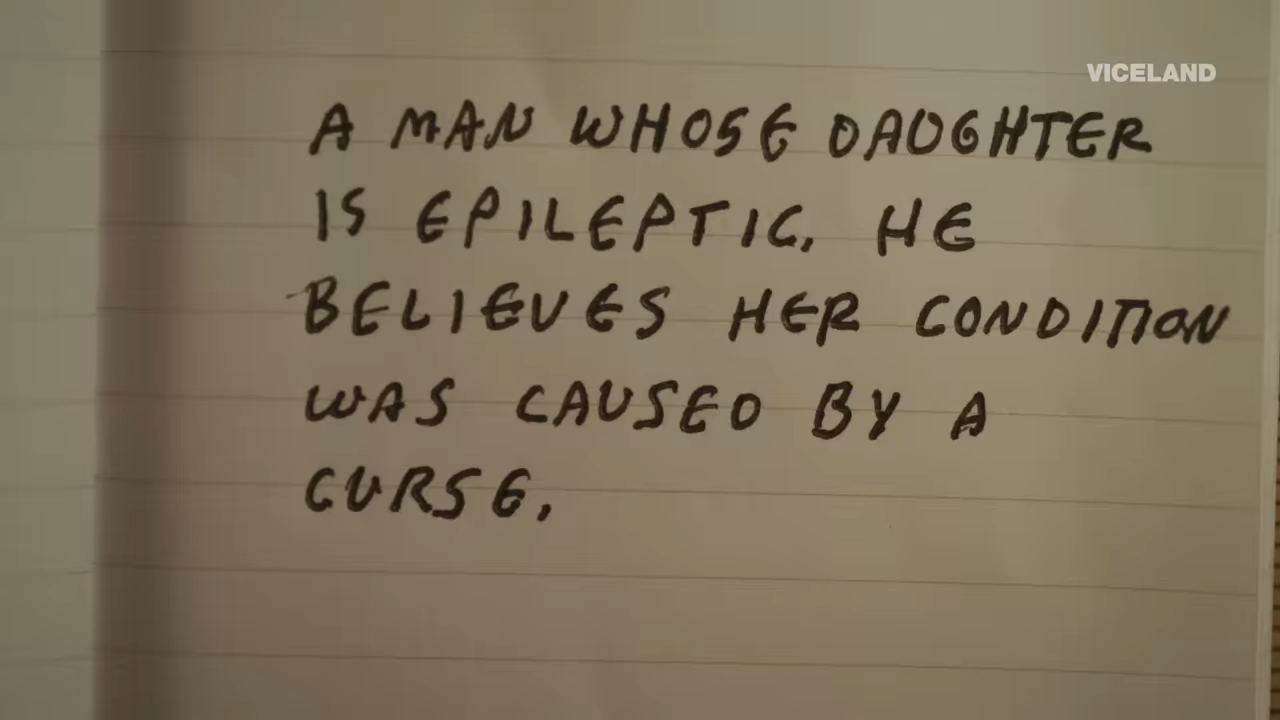 VICELAND
A MAN WHOSE DAUGHTER
IS EPILEPTIC. HE
BELIEVES HER CONDITION
WAS CAUSED BY A
CURSE.